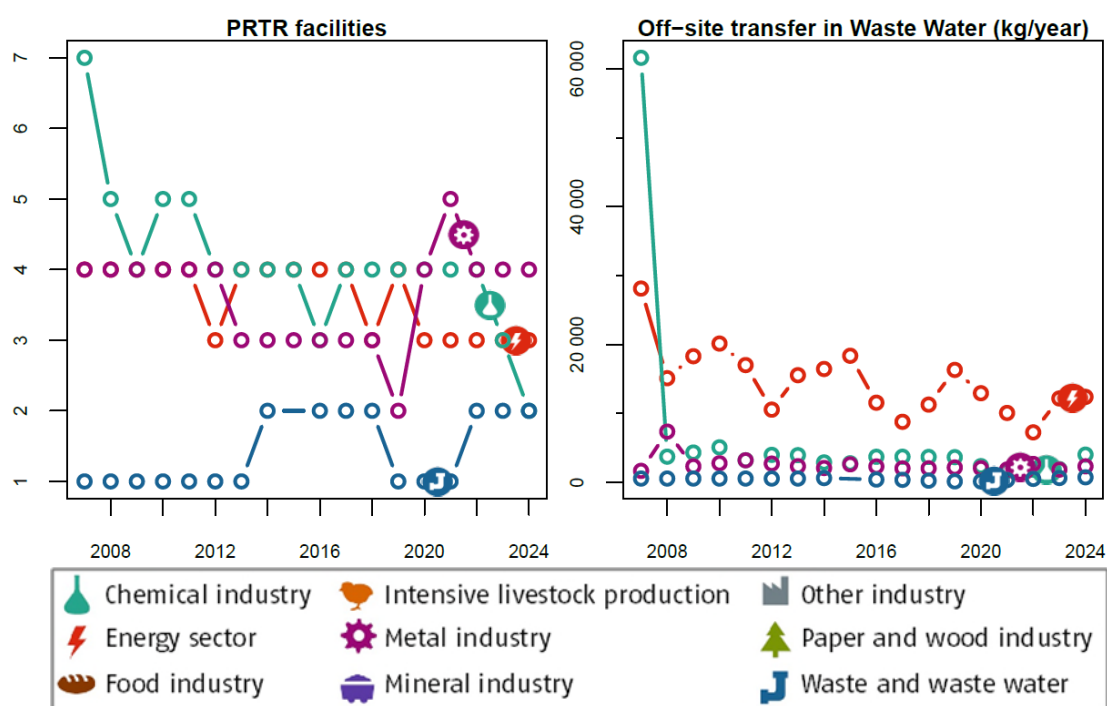 PRTR facilities
7
6
5
4
3
2
1
2008 2012 2016 2020 2024
Off−site transfer in Waste Water (kg/year)
60 000
40 000
20 000
0
2008 2012 2016 2020 2024
Chemical industry Intensive livestock production Other industry
Energy sector Metal industry Paper and wood industry
Food industry Mineral industry Waste and waste water